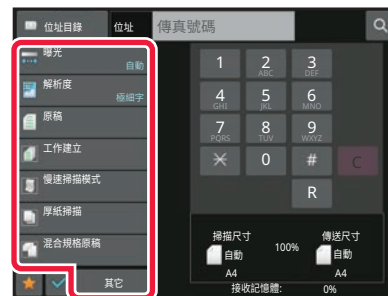 位址目錄 位址 傳真號碼
曝光
自動
解析度
極細字
原稿
工作建立
慢速掃描模式
厚紙掃描
混合規格原稿
其它
1 2 3
ABC DEF
4 5 6
GHI JKL MNO
7 8 9
PQRS TUV WXYZ
0 # C
R
掃描尺寸 100% 傳送尺寸
自動 自動
A4 A4
接收記憶體: 0%